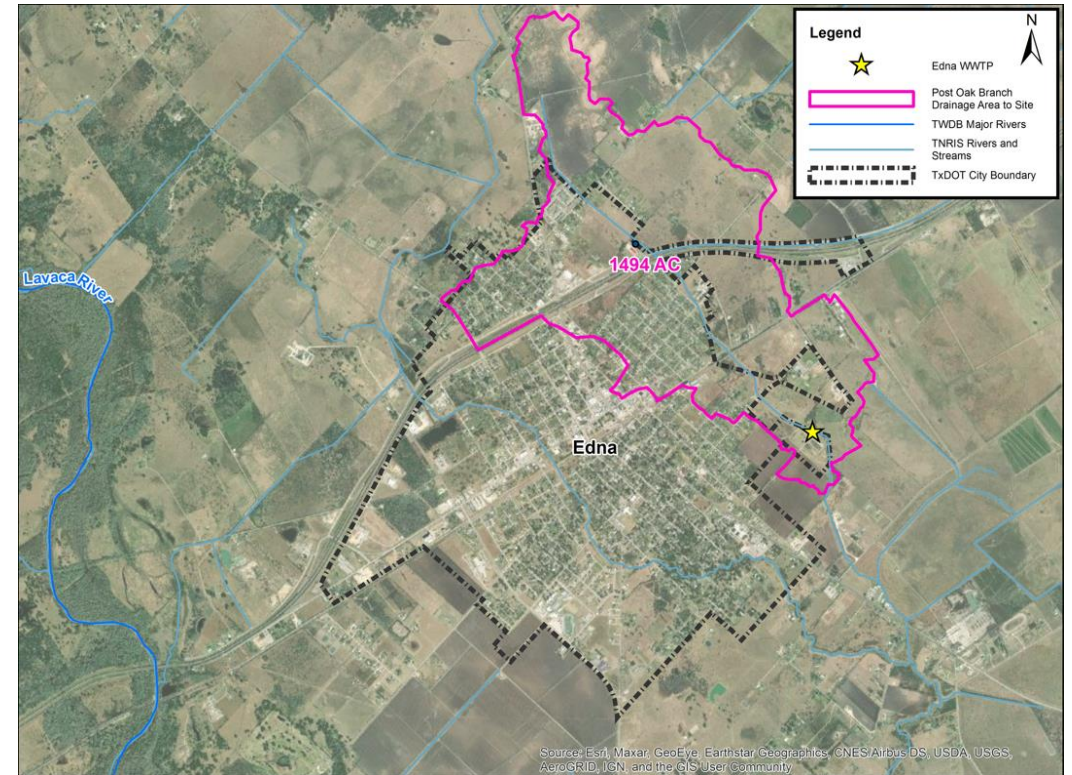 Legend
N
Edna WWTP
Post Oak Branch
Drainage Area to Site
TWDB Major Rivers
TNRIS Rivers and
Streams
TxDOT City Boundary
1494 AC
Lavaca River
Edna
Source: Esri, Maxar, GeoEye, Earthstar Geographics, CNES/Airbus DS, USDA, USGS,
AeroGRID, IGN, and the GIS User Community